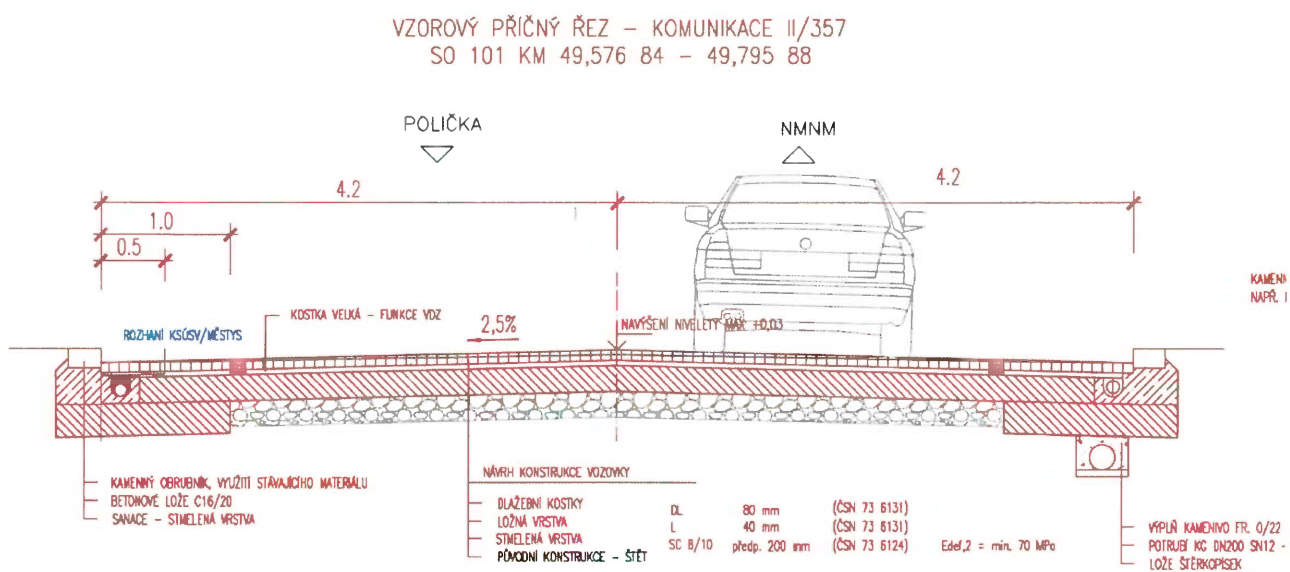 VZOROVÝ PŘÍČNÝ ŘEZ – KOMUNIKACE II/357
SO 101 KM 49,576 84 – 49,795 88
POLIČKA
NMNM
4.2
4.2
1.0
0.5
KAMENN
NAPŘ.
KOSTKA VELKÁ – FUNKCE VDZ
2,5%
NAVÝŠENÍ NIVELETY MAX +0,03
ROZHANÍ KSÚSV/MĚSTYS
KAMENNÝ OBRUBNÍK, VYUŽITÍ STÁVAJÍCÍHO MATERIÁLU
BETONOVÉ LOŽE C16/20
SANACE – STMELENÁ VRSTVA
NÁVRH KONSTRUKCE VOZOVKY
DLAŽEBNÍ KOSTKY DL 80 mm (ČSN 73 6131)
LOŽNÁ VRSTVA L 40 mm (ČSN 73 6131)
STMELENÁ VRSTVA SC 8/10 předp. 200 mm (ČSN 73 6124) Edef,2 = min. 70 MPa
PŮVODNÍ KONSTRUKCE – ŠTĚT
VÝPLŇ KAMENIVO FR. 0/22
POTRUBÍ KG DN200 SN12 -
LOŽE ŠTĚRKOPÍSEK